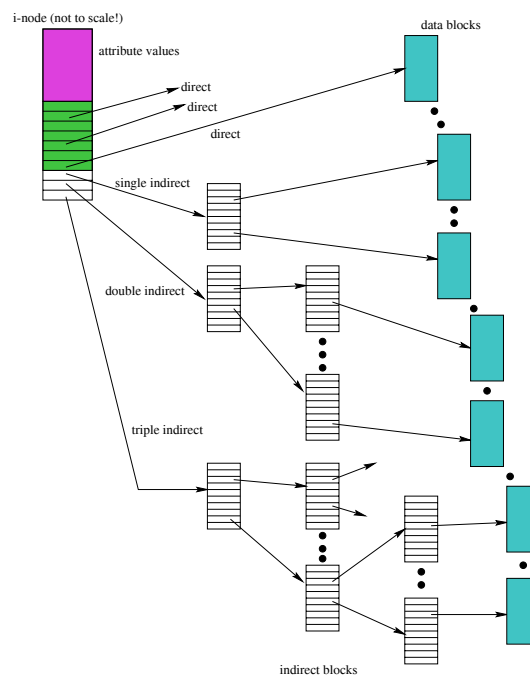 i-node (not to scale!)
data blocks
attribute values
direct
direct
direct
single indirect
double indirect
triple indirect
indirect blocks